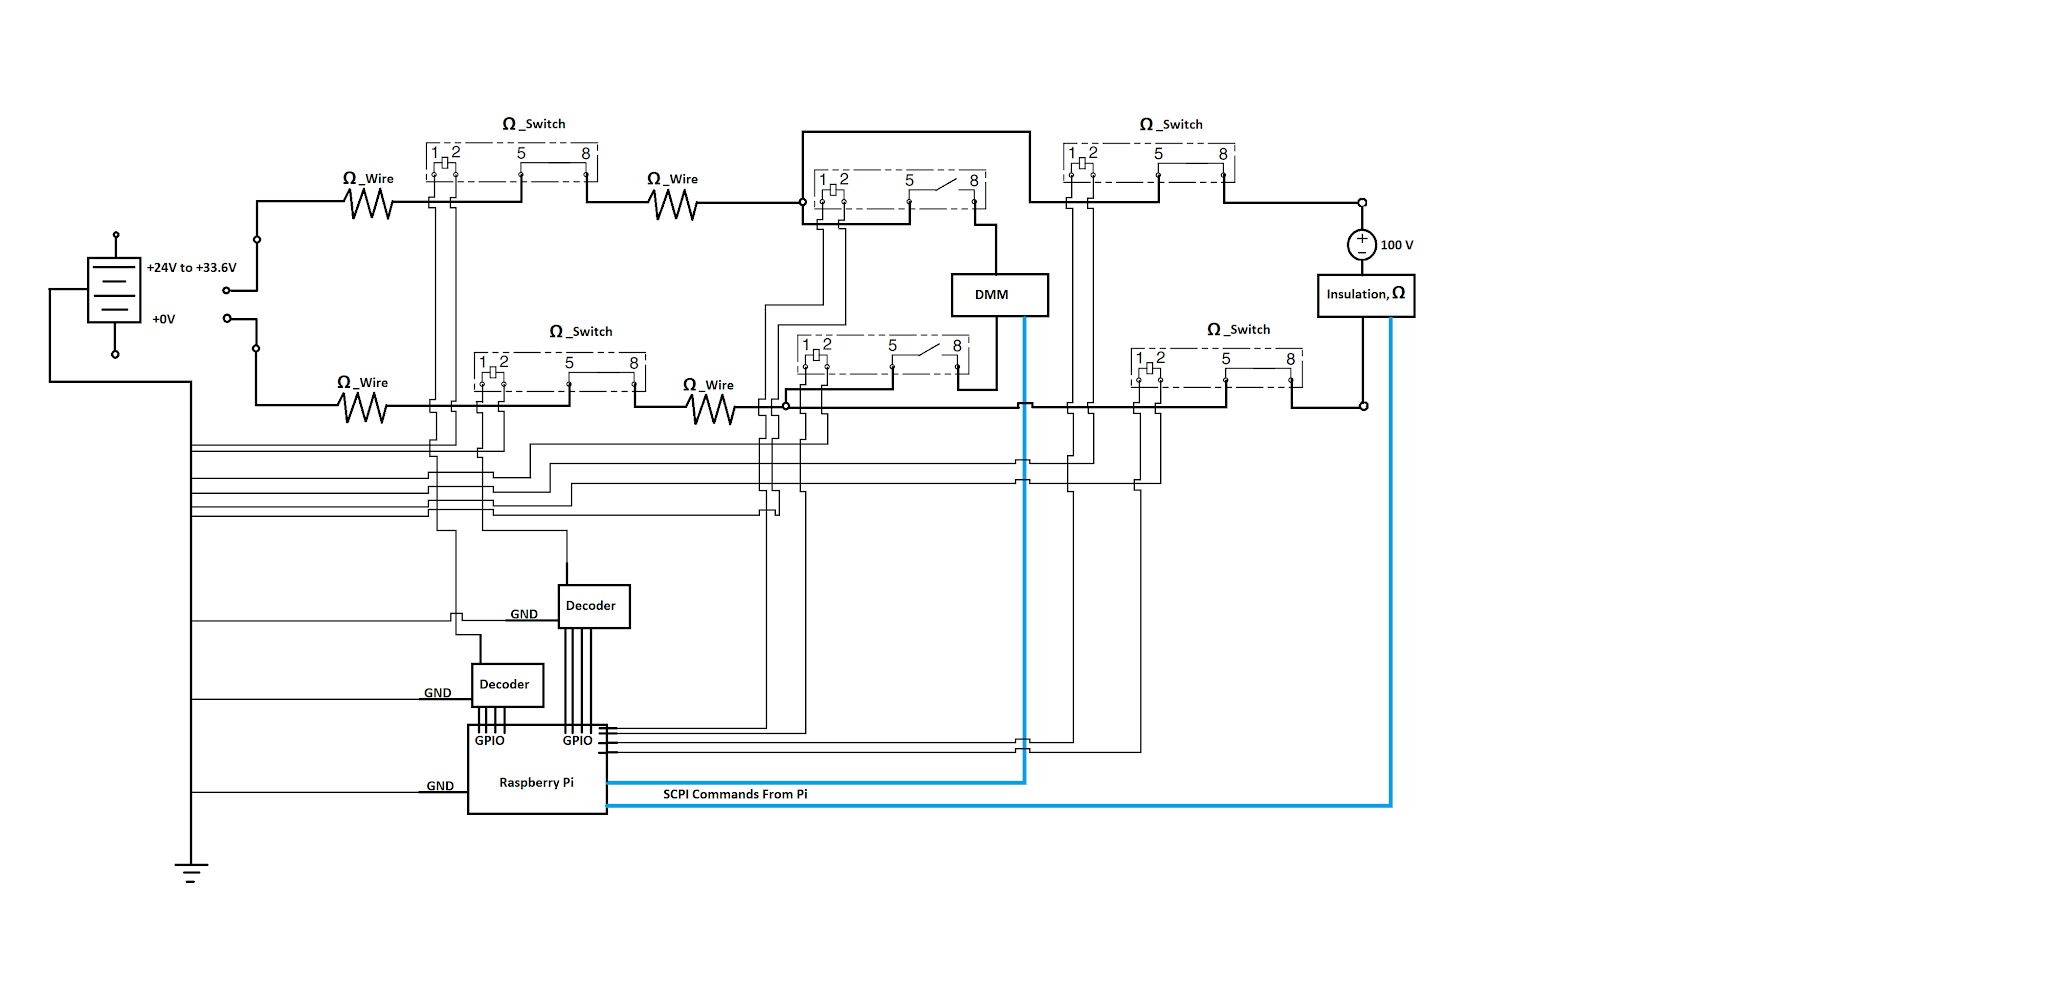 Ω_Switch
Ω_Switch
1 2 5 8
1 2 5 8
Ω_Wire
Ω_Wire
1 2 5 8
100 V
+24V to +33.6V
DMM
Insulation, Ω
+0V
Ω_Switch
Ω_Switch
1 2 5 8
1 2 5 8
1 2 5 8
Ω_Wire
Ω_Wire
Decoder
GND
Decoder
GND
GPIO
GPIO
Raspberry Pi
GND
SCPI Commands From Pi